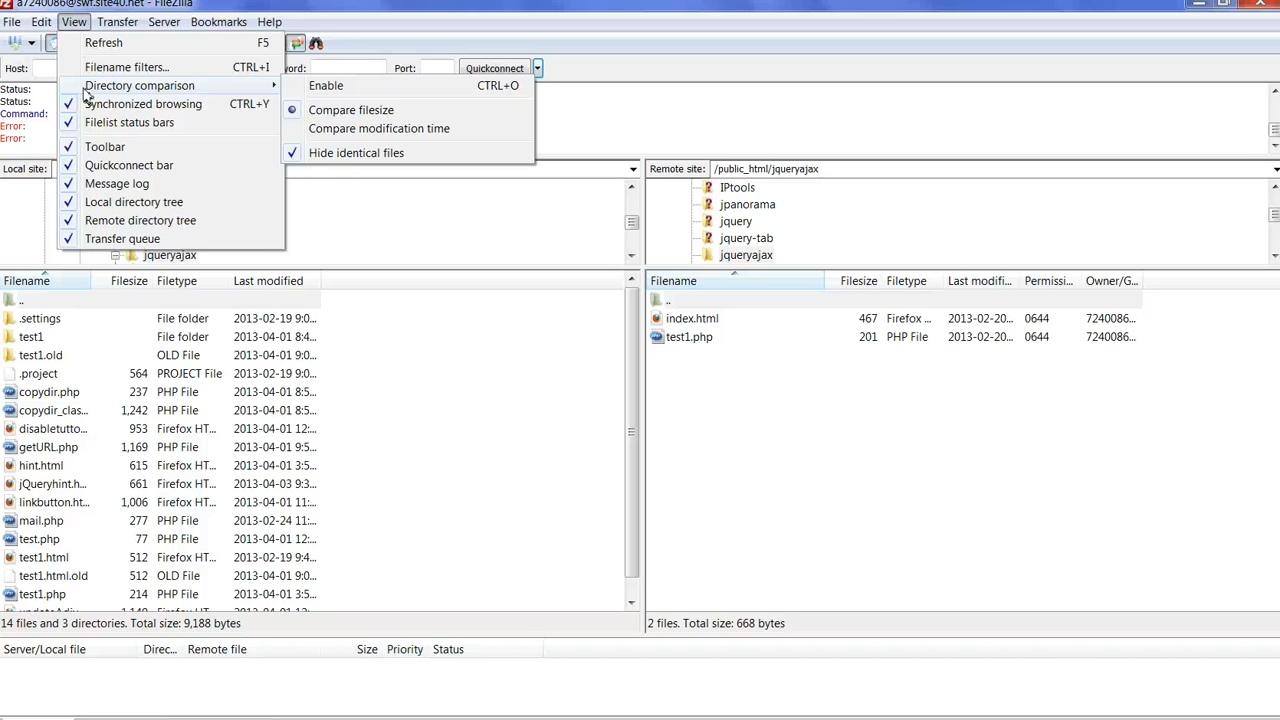 a7240086@swf.site40.net - FileZilla
File Edit View Transfer Server Bookmarks Help
Refresh F5
Filename filters... CTRL+I
Directory comparison
Synchronized browsing CTRL+Y
Filelist status bars
Toolbar
Quickconnect bar
Message log
Local directory tree
Remote directory tree
Transfer queue
Enable CTRL+O
Compare filesize
Compare modification time
Hide identical files
Host: Port: Quickconnect
Status:
Status:
Command:
Error:
Error:
Local site:
jqueryajax
Remote site: /public_html/jqueryajax
IPtools
jpanorama
jquery
jquery-tab
jqueryajax
Filename Filesize Filetype Last modified
..
.settings File folder 2013-02-19 9:0...
test1 File folder 2013-04-01 8:4...
test1.old OLD File 2013-04-01 9:0...
.project 564 PROJECT File 2013-02-19 9:0...
copydir.php 237 PHP File 2013-04-01 8:5...
copydir_clas... 1,242 PHP File 2013-04-01 8:5...
disabletutto... 953 Firefox HT... 2013-04-01 12:...
getURL.php 1,169 PHP File 2013-04-01 9:5...
hint.html 615 Firefox HT... 2013-04-01 3:5...
jQueryhint.h... 661 Firefox HT... 2013-04-03 9:3...
linkbutton.ht... 1,006 Firefox HT... 2013-04-01 11:...
mail.php 277 PHP File 2013-02-24 11:...
test.php 77 PHP File 2013-04-01 12:...
test1.html 512 Firefox HT... 2013-02-19 9:4...
test1.html.old 512 OLD File 2013-04-01 9:0...
test1.php 214 PHP File 2013-04-01 3:5...
14 files and 3 directories. Total size: 9,188 bytes
Filename Filesize Filetype Last modifi... Permissi... Owner/G...
..
index.html 467 Firefox ... 2013-02-20... 0644 7240086...
test1.php 201 PHP File 2013-02-20... 0644 7240086...
2 files. Total size: 668 bytes
Server/Local file Direc... Remote file Size Priority Status